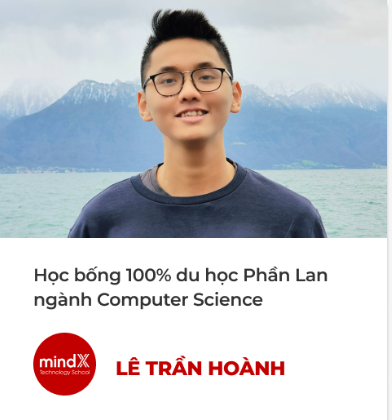 Học bổng 100% du học Phần Lan
ngành Computer Science
mindX
Technology School
LÊ TRẦN HOÀNH